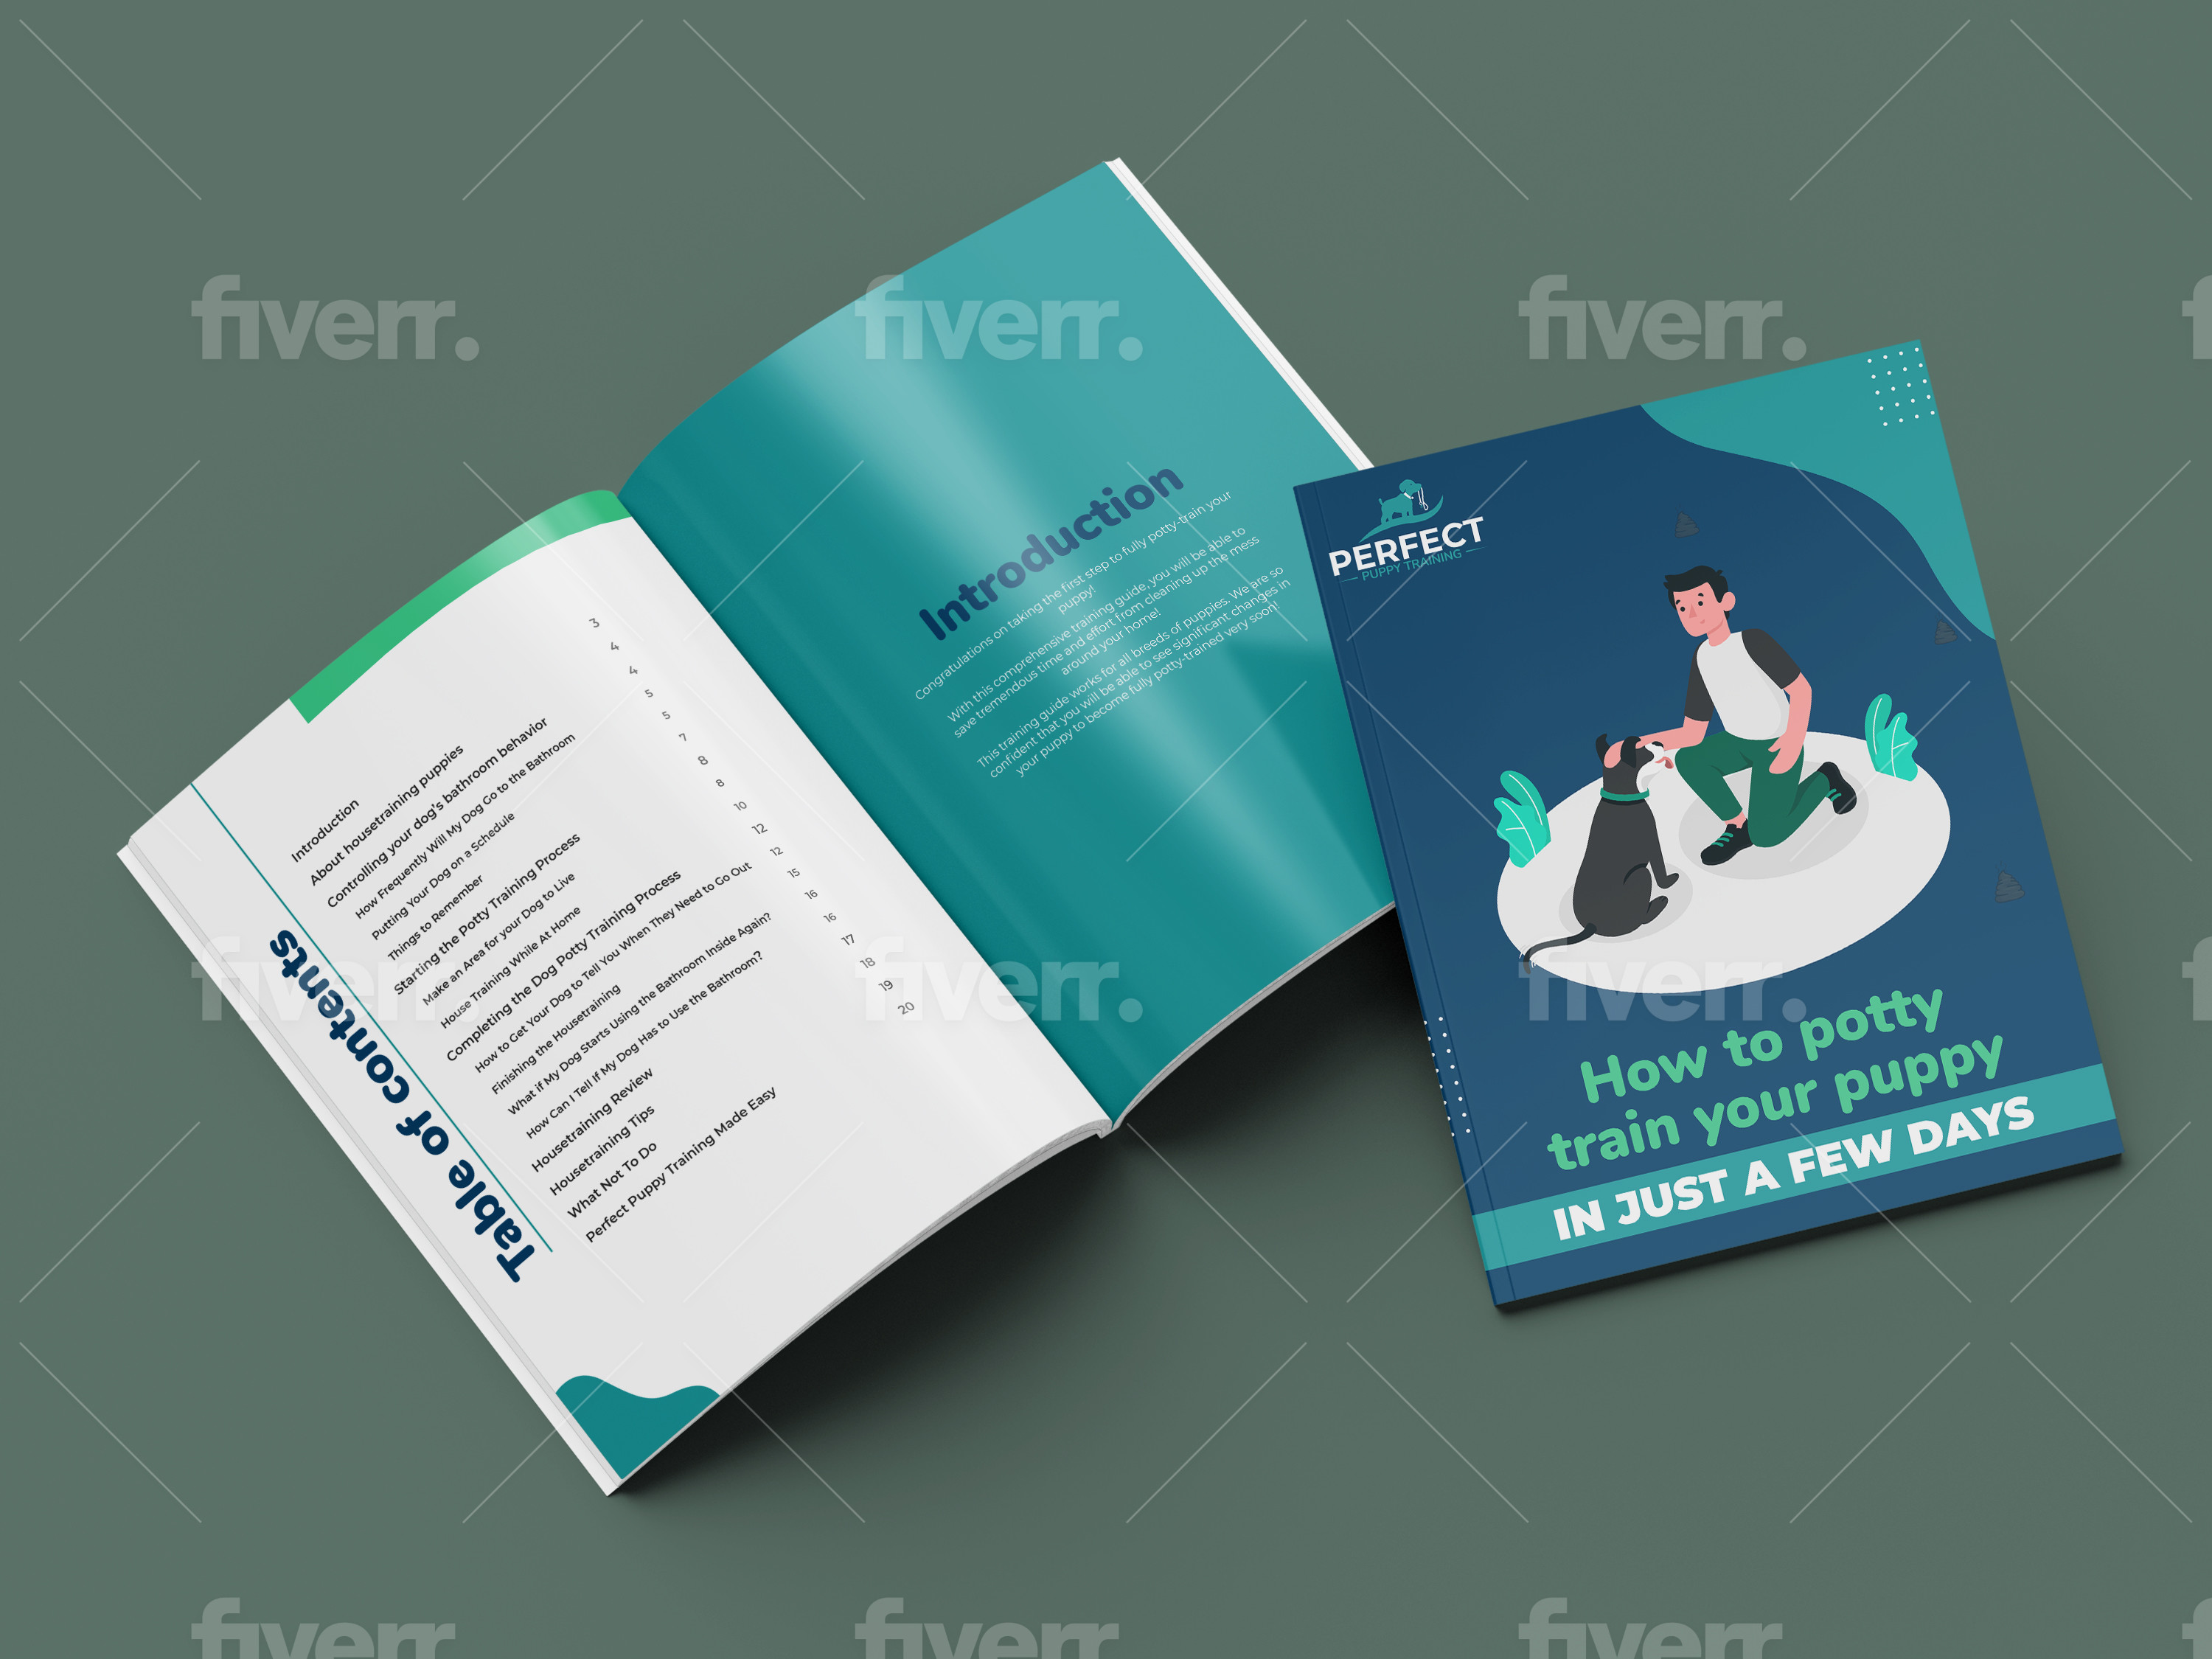 Table of contents
Introduction 3
About housetraining puppies 4
Controlling your dog's bathroom behavior 4
How Frequently Will My Dog Go to the Bathroom 5
Putting Your Dog on a Schedule 5
Things to Remember 7
Starting the Potty Training Process 8
Make an Area for your Dog to Live 8
House Training While At Home 10
Completing the Dog Potty Training Process 12
How to Get Your Dog to Tell You When They Need to Go Out 12
Finishing the Housetraining 15
What if My Dog Starts Using the Bathroom Inside Again? 16
How Can I Tell If My Dog Has to Use the Bathroom? 16
Housetraining Review 17
Housetraining Tips 18
What Not To Do 19
Perfect Puppy Training Made Easy 20
Introduction
Congratulations on taking the first step to fully potty-train your
puppy!
With this comprehensive training guide, you will be able to
save tremendous time and effort from cleaning up the mess
around your home!
This training guide works for all breeds of puppies. We are so
confident that you will be able to see significant changes in
your puppy to become fully potty-trained very soon!
PERFECT
PUPPY TRAINING
How to potty
train your puppy
IN JUST A FEW DAYS
fiverr.
fiverr.
fiverr.
fiverr.
fiverr.
fiverr.
fiverr
fiverr
fiverr